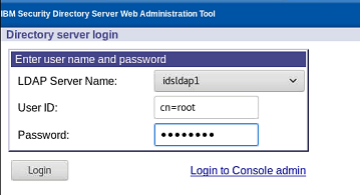 IBM Security Directory Server Web Administration Tool
Directory server login
Enter user name and password
LDAP Server Name: idsldap1
User ID: cn=root
Password: ••••••••
Login Login to Console admin